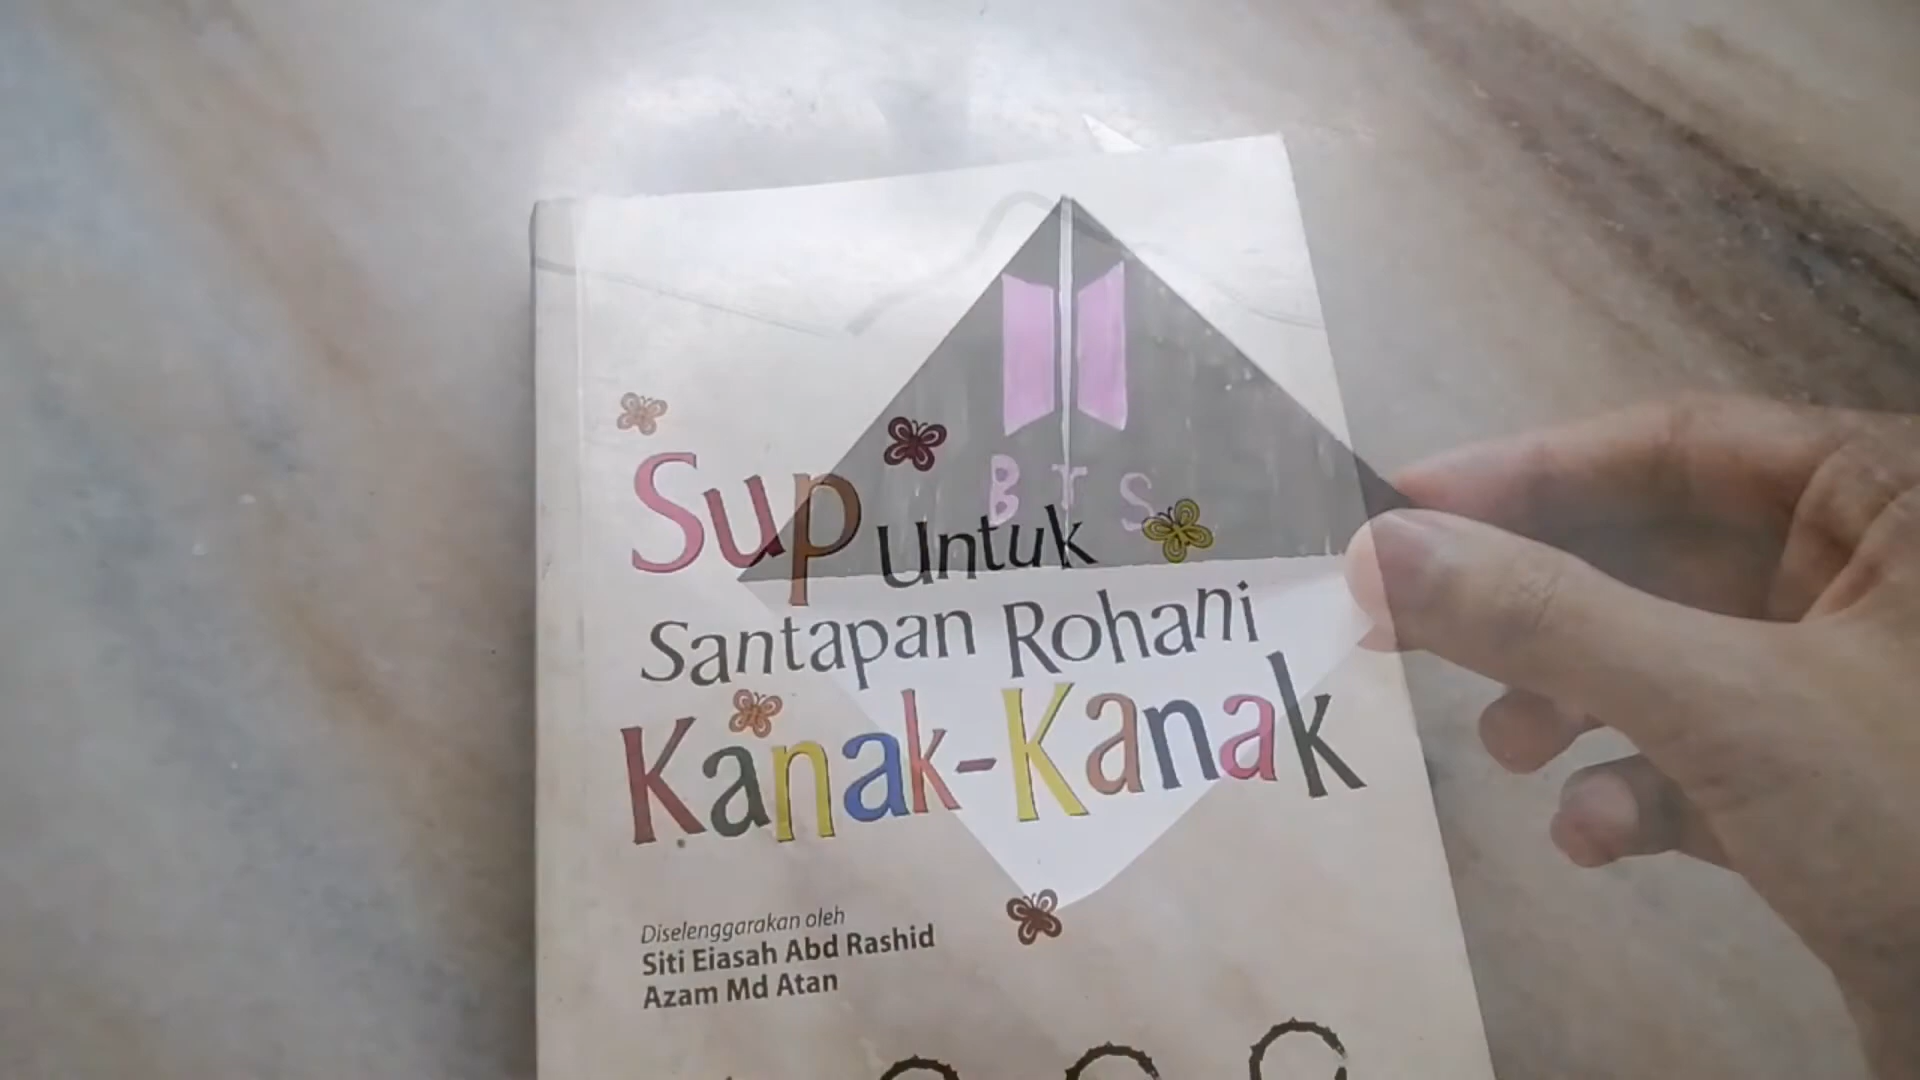 BTS
Sup Untuk
Santapan Rohani
Kanak-Kanak
Diselenggarakan oleh
Siti Eiasah Abd Rashid
Azam Md Atan